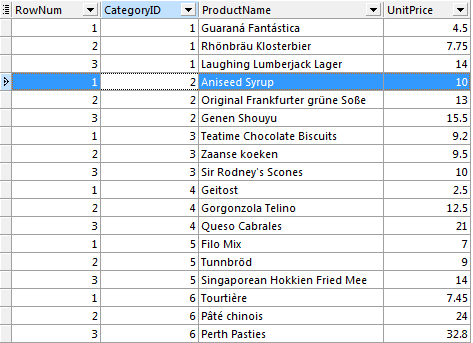 RowNum CategoryID ProductName UnitPrice
1 1 Guaraná Fantástica 4.5
2 1 Rhönbräu Klosterbier 7.75
3 1 Laughing Lumberjack Lager 14
1 2 Aniseed Syrup 10
2 2 Original Frankfurter grüne Soße 13
3 2 Genen Shouyu 15.5
1 3 Teatime Chocolate Biscuits 9.2
2 3 Zaanse koeken 9.5
3 3 Sir Rodney's Scones 10
1 4 Geitost 2.5
2 4 Gorgonzola Telino 12.5
3 4 Queso Cabrales 21
1 5 Filo Mix 7
2 5 Tunnbröd 9
3 5 Singaporean Hokkien Fried Mee 14
1 6 Tourtière 7.45
2 6 Pâté chinois 24
3 6 Perth Pasties 32.8